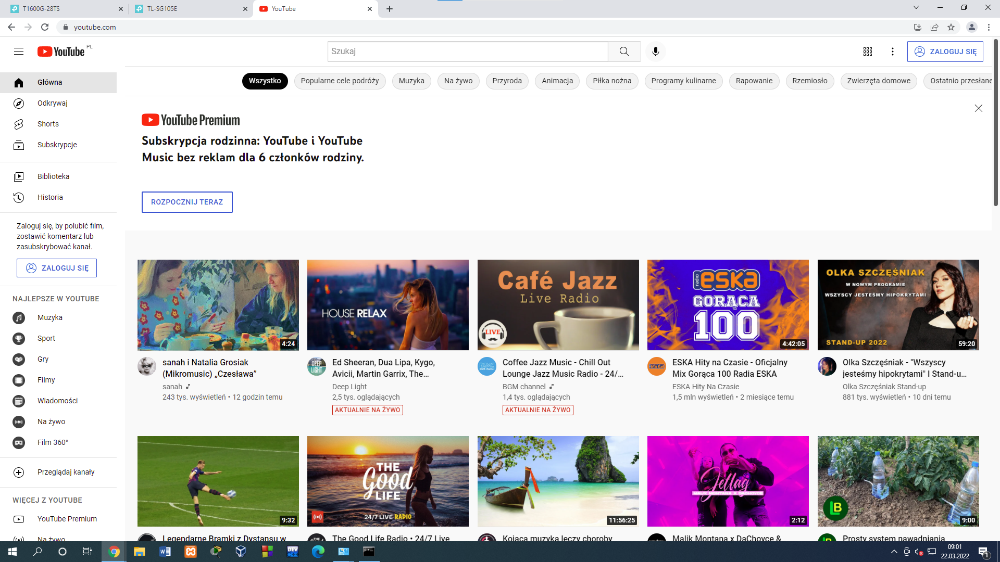 T1600G-28TS
TL-SG105E
YouTube
youtube.com
YouTube PL
Szukaj
ZALOGUJ SIĘ
Wszystko
Popularne cele podróży
Muzyka
Na żywo
Przyroda
Animacja
Piłka nożna
Programy kulinarne
Rapowanie
Rzemiosło
Zwierzęta domowe
Ostatnio przesłane
Główna
Odkrywaj
Shorts
Subskrypcje
Biblioteka
Historia
Zaloguj się, by polubić film,
zostawić komentarz lub
zasubskrybować kanał.
ZALOGUJ SIĘ
NAJLEPSZE W YOUTUBE
Muzyka
Sport
Gry
Filmy
Wiadomości
Na żywo
Film 360°
Przeglądaj kanały
WIĘCEJ Z YOUTUBE
YouTube Premium
Na żywo
YouTube Premium
Subskrypcja rodzinna: YouTube i YouTube
Music bez reklam dla 6 członków rodziny.
ROZPOCZNIJ TERAZ
4:24
sanah i Natalia Grosiak
(Mikromusic) „Czesława”
sanah
243 tys. wyświetleń • 12 godzin temu
HOUSE RELAX
DEEP
LIGHT
Ed Sheeran, Dua Lipa, Kygo,
Avicii, Martin Garrix, The...
Deep Light
2,5 tys. oglądających
AKTUALNIE NA ŻYWO
Café Jazz
Live Radio
LIVE
BGM channel
Coffee Jazz Music - Chill Out
Lounge Jazz Music Radio - 24/...
BGM channel
1,4 tys. oglądających
AKTUALNIE NA ŻYWO
radio
eska
GORĄCA
100
4:42:05
eska
ESKA Hity na Czasie - Oficjalny
Mix Gorąca 100 Radia ESKA
ESKA Hity Na Czasie
1,5 mln wyświetleń • 2 miesiące temu
OLKA SZCZĘŚNIAK
W NOWYM PROGRAMIE
WSZYSCY JESTEŚMY HIPOKRYTAMI
STAND-UP 2022
59:20
Olka Szczęśniak - "Wszyscy
jesteśmy hipokrytami" I Stand-u...
Olka Szczęśniak Stand-up
881 tys. wyświetleń • 10 dni temu
9:32
Legendarne Bramki z Dystansu w
THE
Good
LIFE
24/7 LIVE RADIO
The Good Life Radio • 24/7 Live
11:56:25
Kojąca muzyka leczy choroby
Jetlag
MALIK MONTANA X DACHOYCE
2:12
Malik Montana x DaChoyce &
LB
9:00
Prosty system nawadniania
DEV
09:01
22.03.2022
1